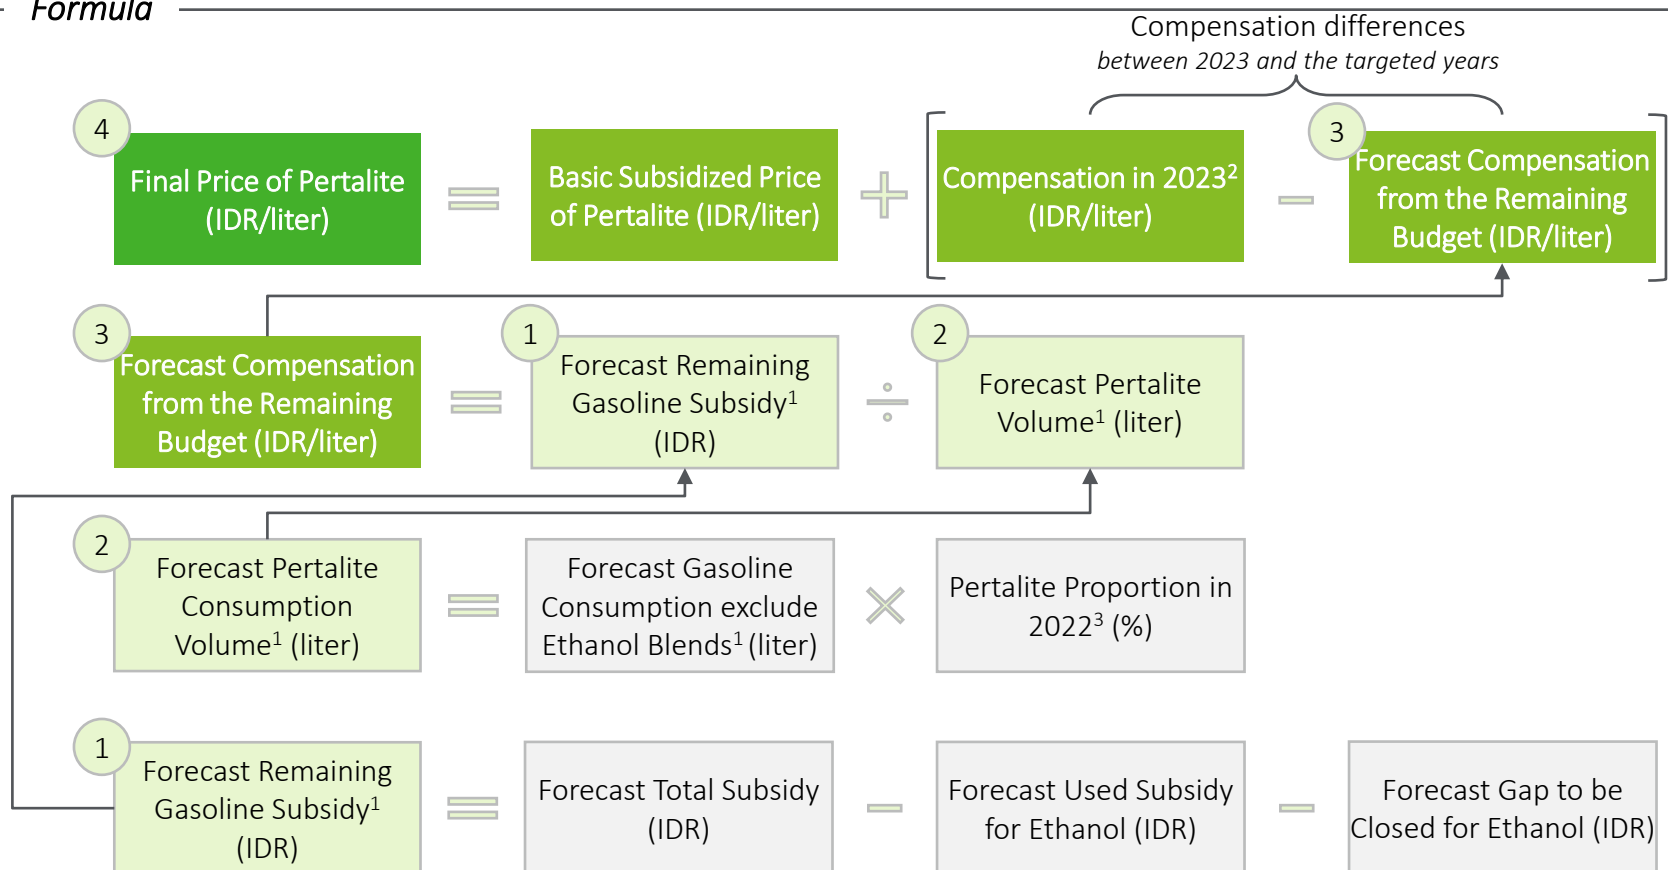 Formula
Compensation differences
between 2023 and the targeted years
4
Final Price of Pertalite
(IDR/liter)
=
Basic Subsidized Price
of Pertalite (IDR/liter)
+
Compensation in 2023²
(IDR/liter)
−
3
Forecast Compensation
from the Remaining
Budget (IDR/liter)
3
Forecast Compensation
from the Remaining
Budget (IDR/liter)
=
1
Forecast Remaining
Gasoline Subsidy¹
(IDR)
÷
2
Forecast Pertalite
Volume¹ (liter)
2
Forecast Pertalite
Consumption
Volume¹ (liter)
=
Forecast Gasoline
Consumption exclude
Ethanol Blends¹ (liter)
×
Pertalite Proportion in
2022³ (%)
1
Forecast Remaining
Gasoline Subsidy¹
(IDR)
=
Forecast Total Subsidy
(IDR)
−
Forecast Used Subsidy
for Ethanol (IDR)
−
Forecast Gap to be
Closed for Ethanol (IDR)